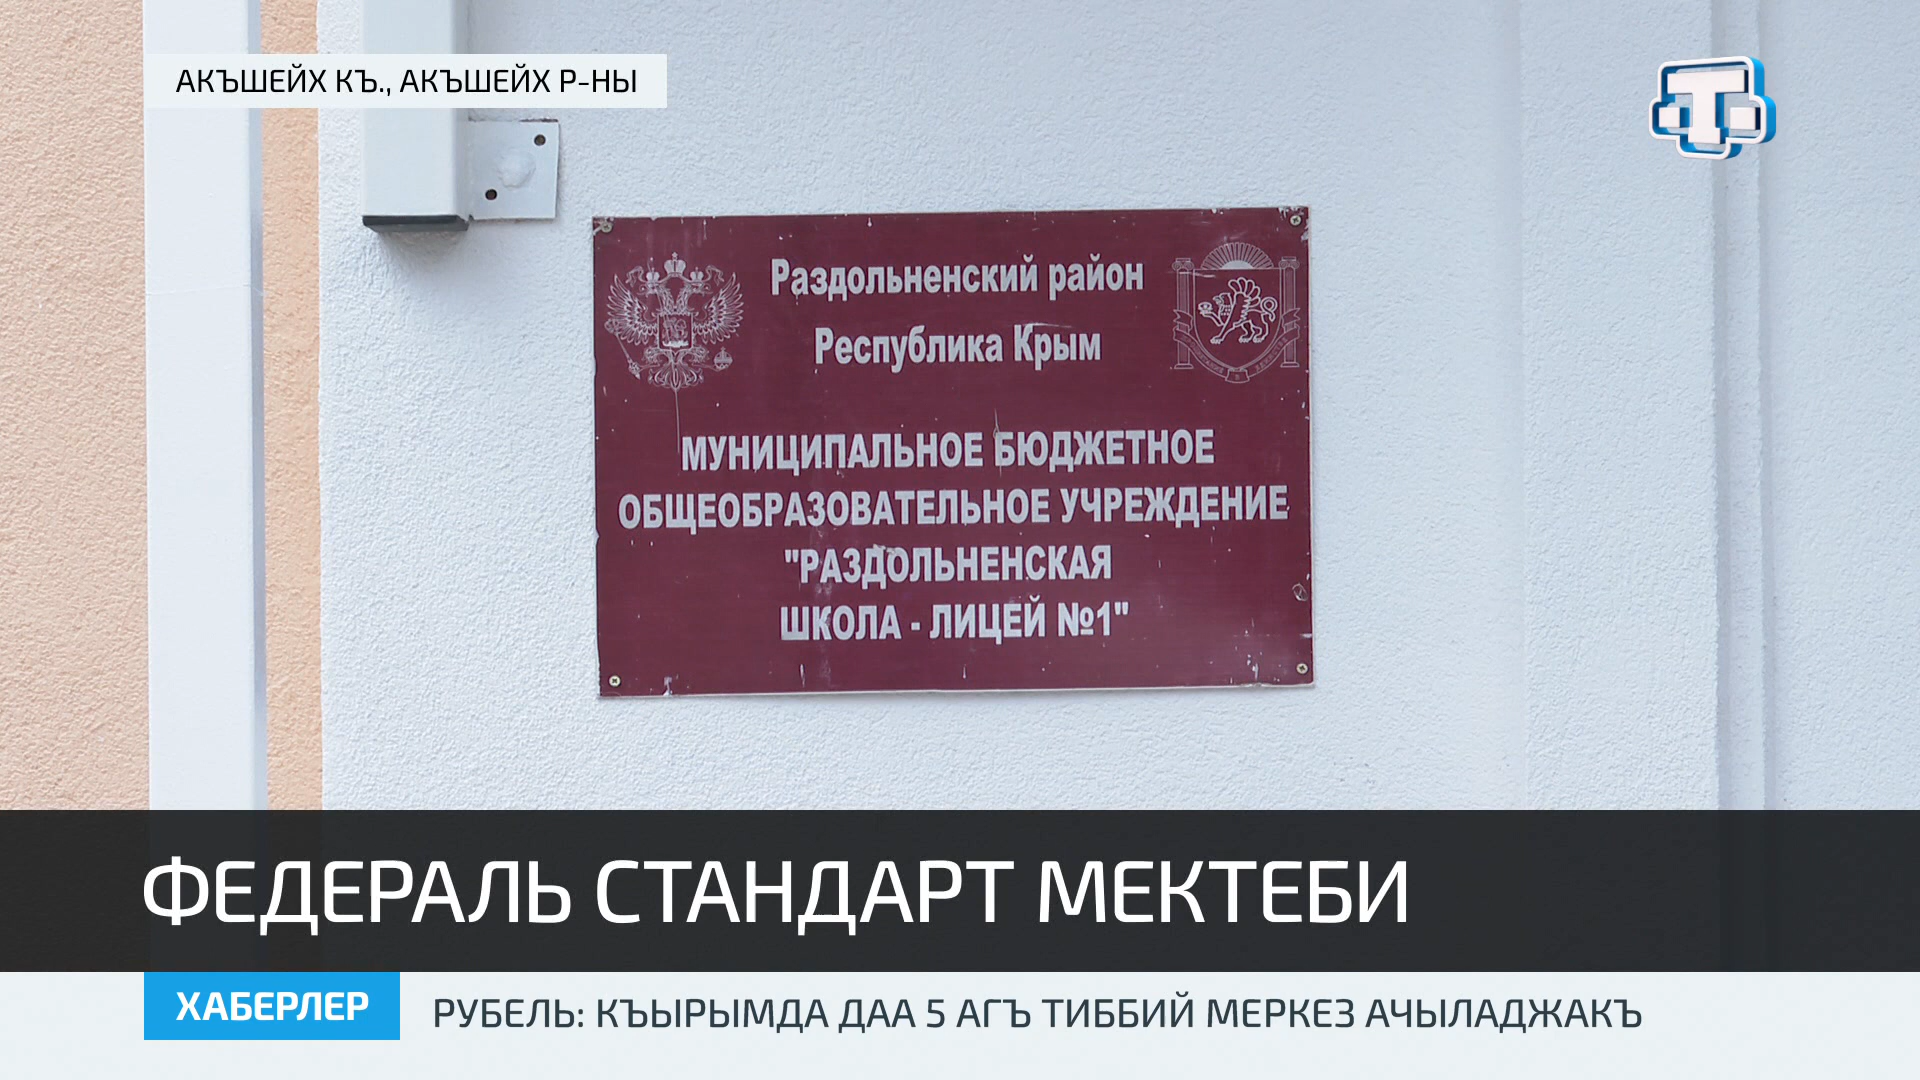 АКЪШЕЙХ КЪ., АКЪШЕЙХ Р-НЫ
Т
Раздольненский район
Республика Крым
МУНИЦИПАЛЬНОЕ БЮДЖЕТНОЕ
ОБЩЕОБРАЗОВАТЕЛЬНОЕ УЧРЕЖДЕНИЕ
"РАЗДОЛЬНЕНСКАЯ
ШКОЛА - ЛИЦЕЙ №1"
ФЕДЕРАЛЬ СТАНДАРТ МЕКТЕБИ
ХАБЕРЛЕР
РУБЕЛЬ: КЪЫРЫМДА ДАА 5 АГЪ ТИББИЙ МЕРКЕЗ АЧЫЛАДЖАКЪ